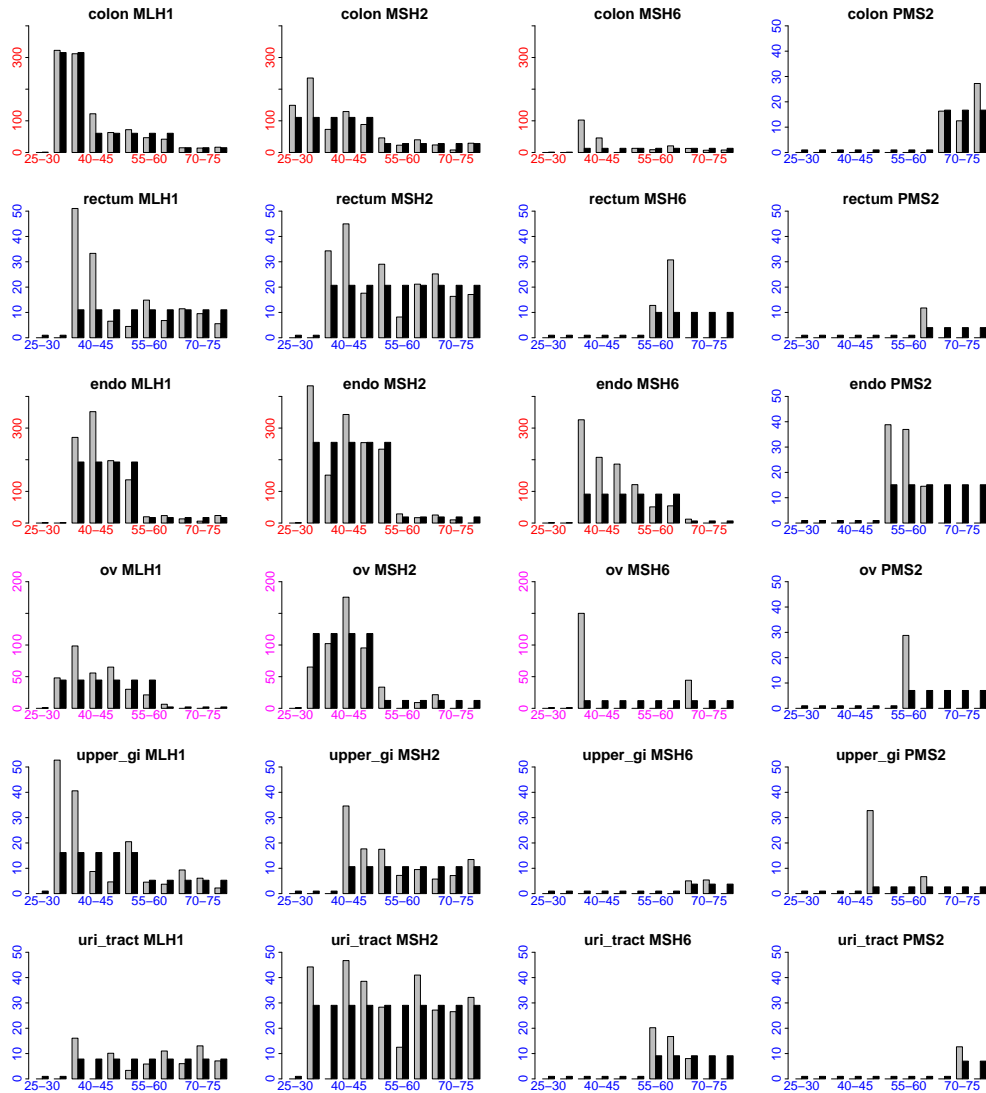 colon MLH1
0 100 300
25–30 40–45 55–60 70–75
colon MSH2
0 100 300
25–30 40–45 55–60 70–75
colon MSH6
0 100 300
25–30 40–45 55–60 70–75
colon PMS2
0 10 20 30 40 50
25–30 40–45 55–60 70–75
rectum MLH1
0 10 20 30 40 50
25–30 40–45 55–60 70–75
rectum MSH2
0 10 20 30 40 50
25–30 40–45 55–60 70–75
rectum MSH6
0 10 20 30 40 50
25–30 40–45 55–60 70–75
rectum PMS2
0 10 20 30 40 50
25–30 40–45 55–60 70–75
endo MLH1
0 100 300
25–30 40–45 55–60 70–75
endo MSH2
0 100 300
25–30 40–45 55–60 70–75
endo MSH6
0 100 300
25–30 40–45 55–60 70–75
endo PMS2
0 10 20 30 40 50
25–30 40–45 55–60 70–75
ov MLH1
0 50 100 200
25–30 40–45 55–60 70–75
ov MSH2
0 50 100 200
25–30 40–45 55–60 70–75
ov MSH6
0 50 100 200
25–30 40–45 55–60 70–75
ov PMS2
0 10 20 30 40 50
25–30 40–45 55–60 70–75
upper_gi MLH1
0 10 20 30 40 50
25–30 40–45 55–60 70–75
upper_gi MSH2
0 10 20 30 40 50
25–30 40–45 55–60 70–75
upper_gi MSH6
0 10 20 30 40 50
25–30 40–45 55–60 70–75
upper_gi PMS2
0 10 20 30 40 50
25–30 40–45 55–60 70–75
uri_tract MLH1
0 10 20 30 40 50
25–30 40–45 55–60 70–75
uri_tract MSH2
0 10 20 30 40 50
25–30 40–45 55–60 70–75
uri_tract MSH6
0 10 20 30 40 50
25–30 40–45 55–60 70–75
uri_tract PMS2
0 10 20 30 40 50
25–30 40–45 55–60 70–75